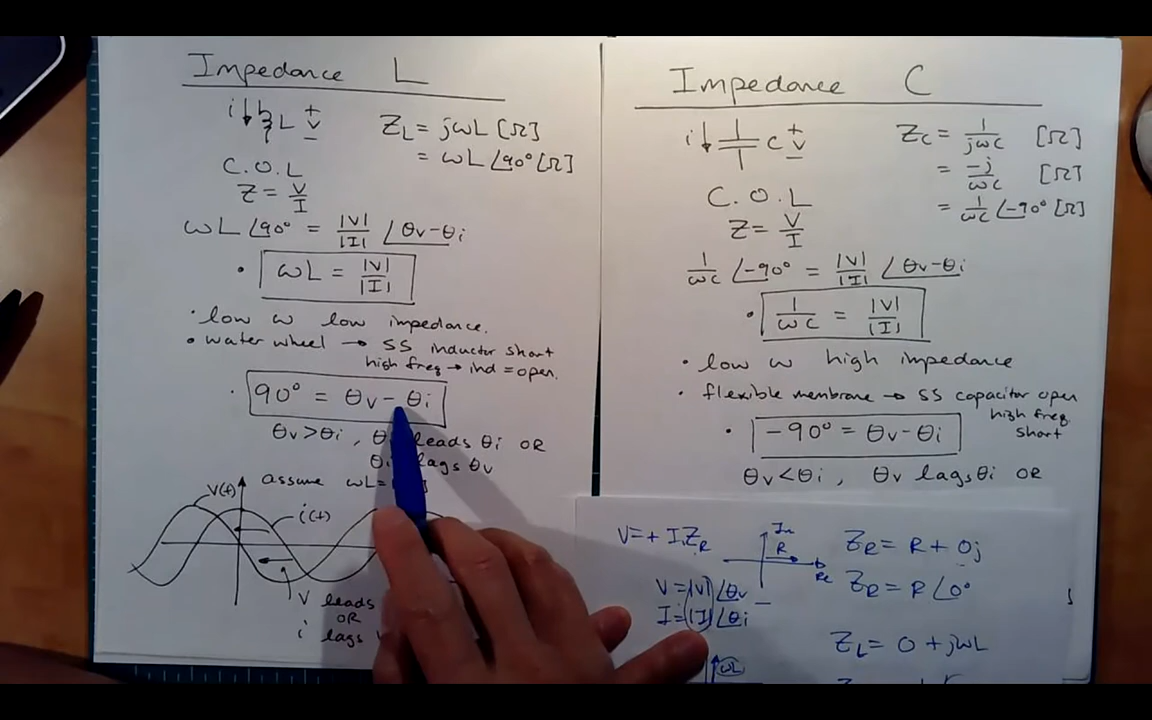 Impedance L
i L + v −
Z_L = jωL [Ω]
= ωL ∠90° [Ω]
C.O.L
Z = V/I
ωL ∠90° = |V|/|I| ∠θv−θi
• ωL = |V|/|I|
• low ω low impedance.
• water wheel → SS inductor short
high freq → ind = open.
• 90° = θv − θi
θv > θi , leads θi OR
lags θv
assume ωL=
V(t)
i(t)
V leads
OR
i lags
Impedance C
i C + v −
Z_C = 1/jωC [Ω]
= −j/ωC [Ω]
= 1/ωC ∠−90° [Ω]
C.O.L
Z = V/I
1/ωC ∠−90° = |V|/|I| ∠θv−θi
• 1/ωC = |V|/|I|
• low ω high impedance
• flexible membrane → SS capacitor open
high freq
short
• −90° = θv − θi
θv < θi , θv lags θi OR
V = + I.Z_R
Im
R
Re
Z_R = R + 0j
V = |V| ∠θv
Z_R = R ∠0°
I = |I| ∠θi
Z_L = 0 + jωL
ωL